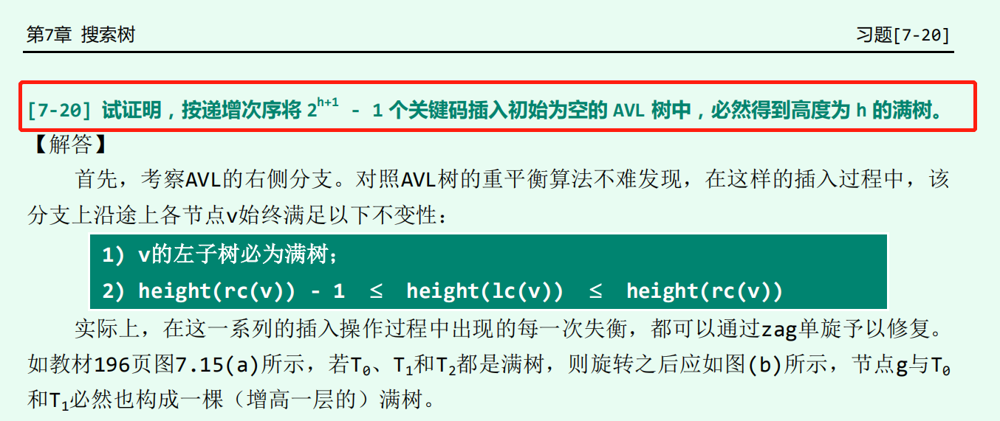 第7章 搜索树 习题[7-20]
[7-20] 试证明，按递增次序将 2^{h+1} - 1 个关键码插入初始为空的 AVL 树中，必然得到高度为 h 的满树。
【解答】
首先，考察AVL的右侧分支。对照AVL树的重平衡算法不难发现，在这样的插入过程中，该
分支上沿途上各节点v始终满足以下不变性：
1) v的左子树必为满树；
2) height(rc(v)) - 1 ≤ height(lc(v)) ≤ height(rc(v))
实际上，在这一系列的插入操作过程中出现的每一次失衡，都可以通过zag单旋予以修复。
如教材196页图7.15(a)所示，若T₀、T₁和T₂都是满树，则旋转之后应如图(b)所示，节点g与T₀
和T₁必然也构成一棵（增高一层的）满树。